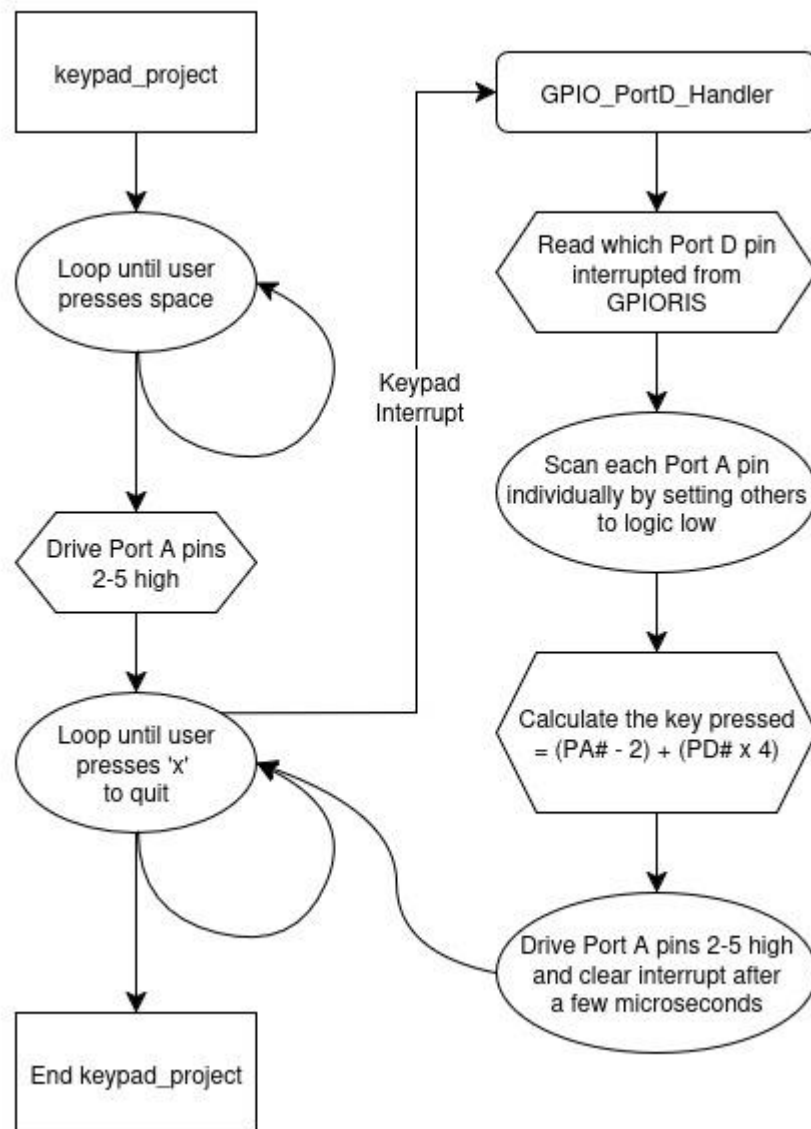 keypad_project
Loop until user
presses space
Drive Port A pins
2-5 high
Loop until user
presses 'x'
to quit
End keypad_project
Keypad
Interrupt
GPIO_PortD_Handler
Read which Port D pin
interrupted from
GPIORIS
Scan each Port A pin
individually by setting others
to logic low
Calculate the key pressed
= (PA# - 2) + (PD# x 4)
Drive Port A pins 2-5 high
and clear interrupt after
a few microseconds